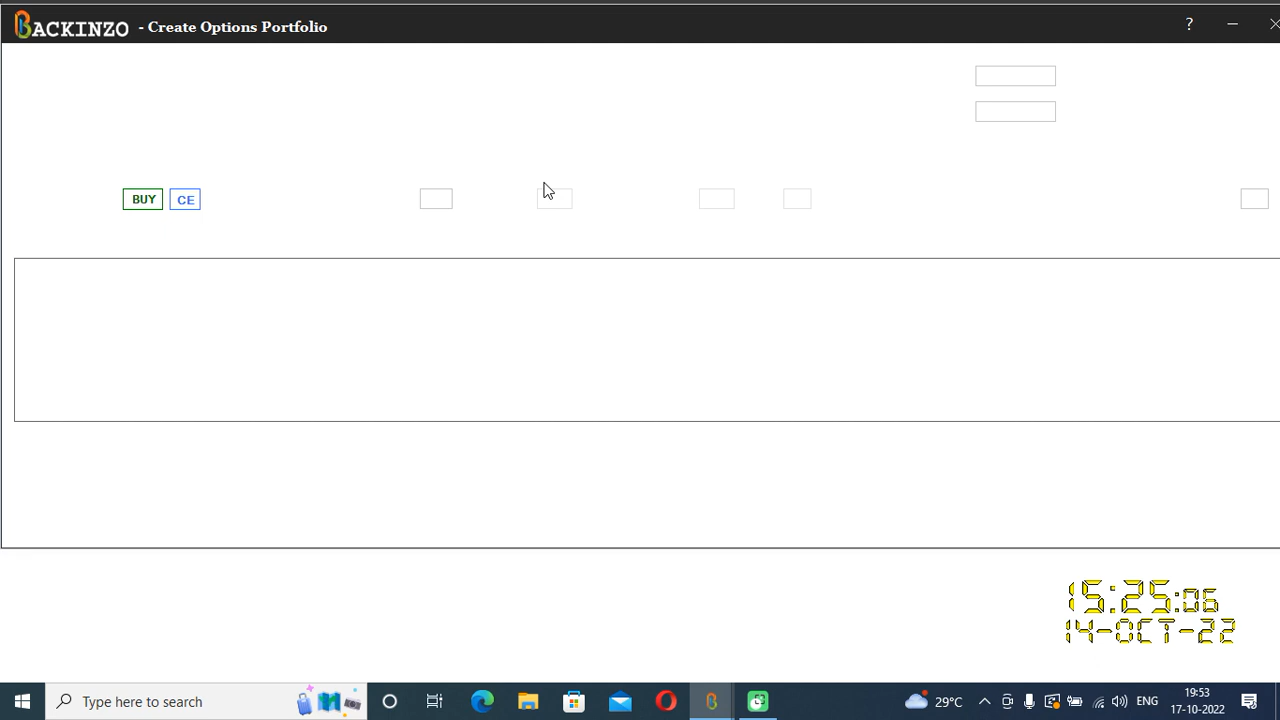 BACKINZO - Create Options Portfolio
?
BUY CE
15:25:06
14-OCT-22
Type here to search
29°C
ENG
19:53
17-10-2022